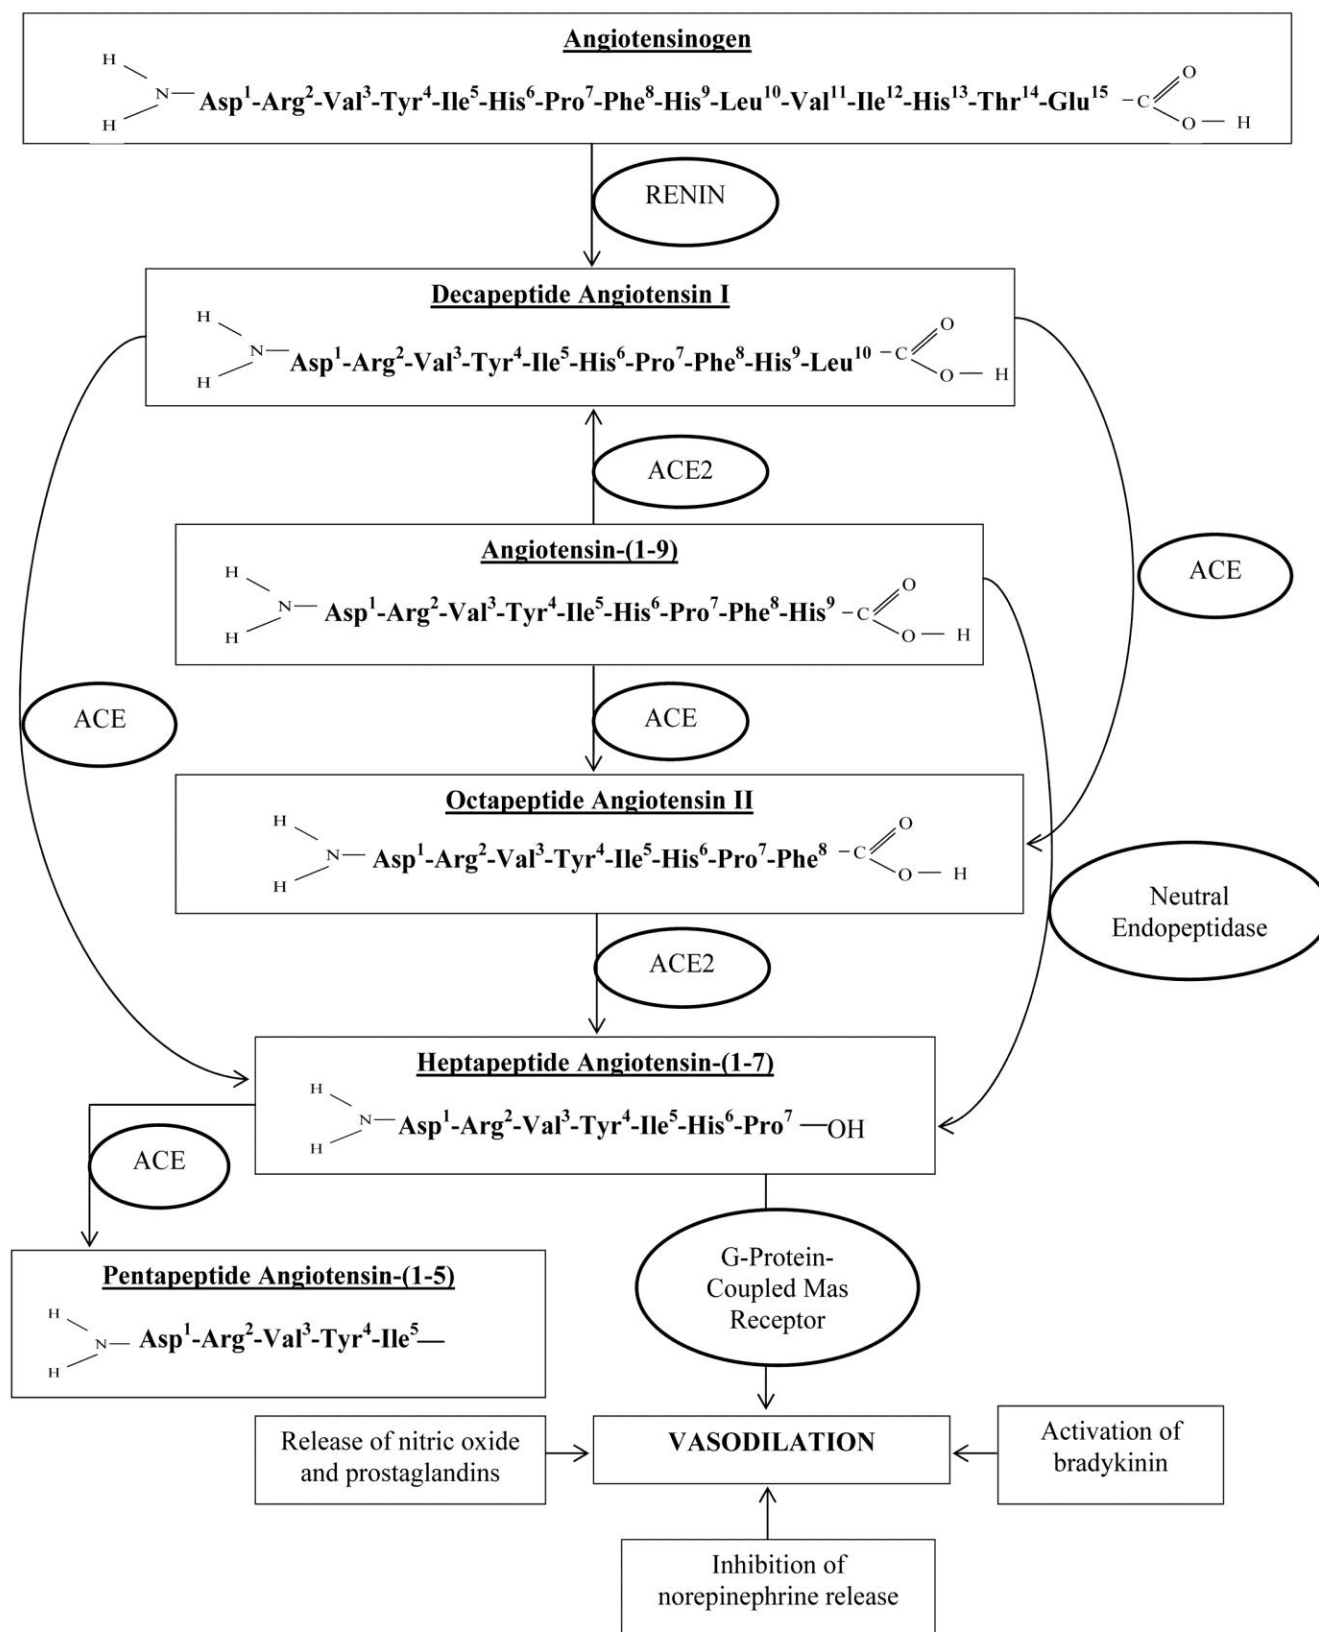 Angiotensinogen
H
H
N
Asp¹-Arg²-Val³-Tyr⁴-Ile⁵-His⁶-Pro⁷-Phe⁸-His⁹-Leu¹⁰-Val¹¹-Ile¹²-His¹³-Thr¹⁴-Glu¹⁵
C
O
O
H
RENIN
Decapeptide Angiotensin I
H
H
N
Asp¹-Arg²-Val³-Tyr⁴-Ile⁵-His⁶-Pro⁷-Phe⁸-His⁹-Leu¹⁰
C
O
O
H
ACE2
Angiotensin-(1-9)
H
H
N
Asp¹-Arg²-Val³-Tyr⁴-Ile⁵-His⁶-Pro⁷-Phe⁸-His⁹
C
O
O
H
ACE
ACE
ACE
Octapeptide Angiotensin II
H
H
N
Asp¹-Arg²-Val³-Tyr⁴-Ile⁵-His⁶-Pro⁷-Phe⁸
C
O
O
H
Neutral
Endopeptidase
ACE2
Heptapeptide Angiotensin-(1-7)
H
H
N
Asp¹-Arg²-Val³-Tyr⁴-Ile⁵-His⁶-Pro⁷
OH
ACE
Pentapeptide Angiotensin-(1-5)
H
H
N
Asp¹-Arg²-Val³-Tyr⁴-Ile⁵
G-Protein-
Coupled Mas
Receptor
Release of nitric oxide
and prostaglandins
VASODILATION
Activation of
bradykinin
Inhibition of
norepinephrine release